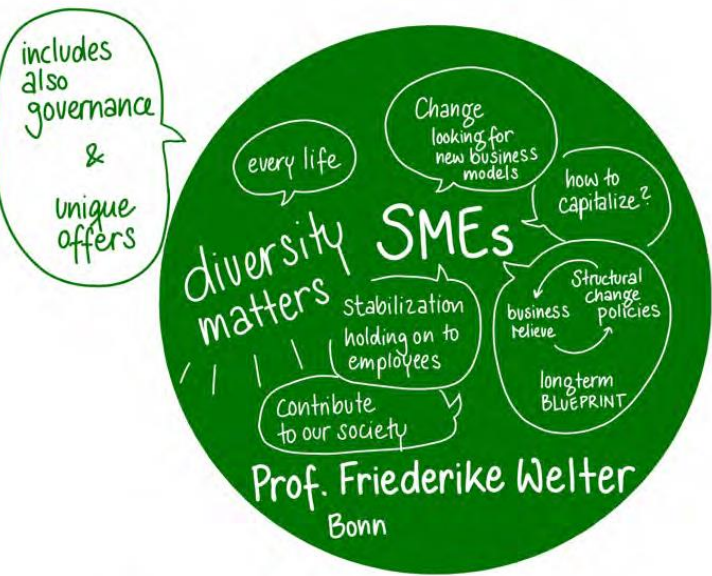 includes
also
governance
&
unique
offers
every life
Change
looking for
new business
models
how to
capitalize?
diversity
matters
SMEs
Stabilization
holding on to
employees
Structural
change
policies
business
relieve
longterm
BLUEPRINT
Contribute
to our society
Prof. Friederike Welter
Bonn